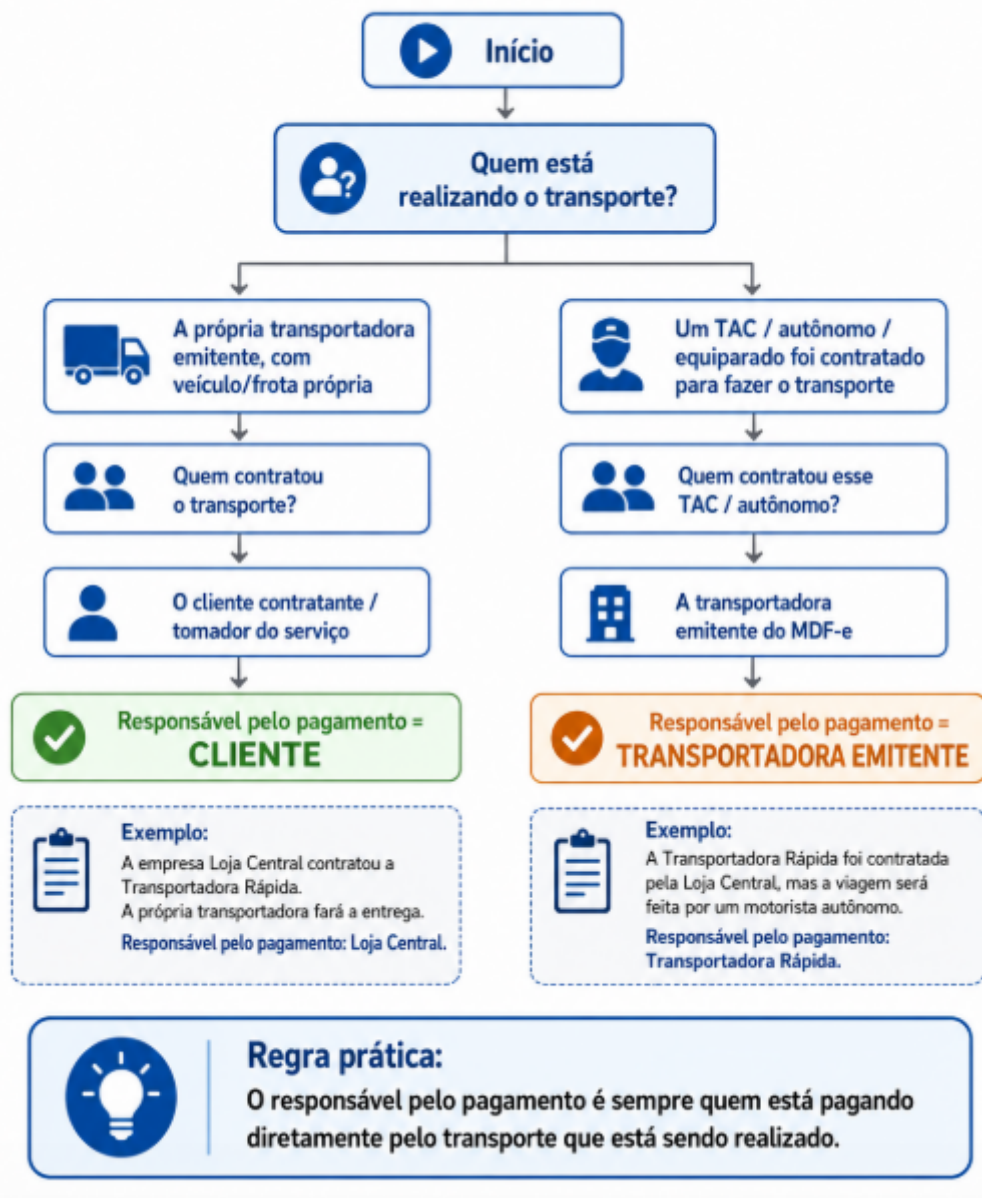 Início
Quem está
realizando o transporte?
A própria transportadora
emitente, com
veículo/frota própria
Quem contratou
o transporte?
O cliente contratante /
tomador do serviço
Responsável pelo pagamento =
CLIENTE
Exemplo:
A empresa Loja Central contratou a
Transportadora Rápida.
A própria transportadora fará a entrega.
Responsável pelo pagamento: Loja Central.
Um TAC / autônomo /
equiparado foi contratado
para fazer o transporte
Quem contratou esse
TAC / autônomo?
A transportadora
emitente do MDF-e
Responsável pelo pagamento =
TRANSPORTADORA EMITENTE
Exemplo:
A Transportadora Rápida foi contratada
pela Loja Central, mas a viagem será
feita por um motorista autônomo.
Responsável pelo pagamento:
Transportadora Rápida.
Regra prática:
O responsável pelo pagamento é sempre quem está pagando
diretamente pelo transporte que está sendo realizado.